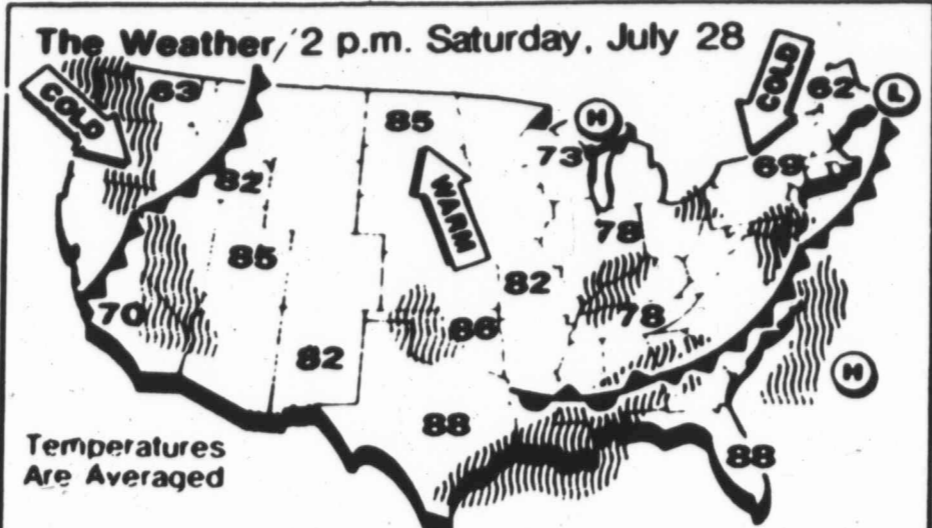 The Weather, 2 p.m. Saturday, July 28
COLD
63
COLD
62
L
85
H
73
69
82
WARM
78
85
82
70
86
78
82
H
88
88
Temperatures
Are Averaged